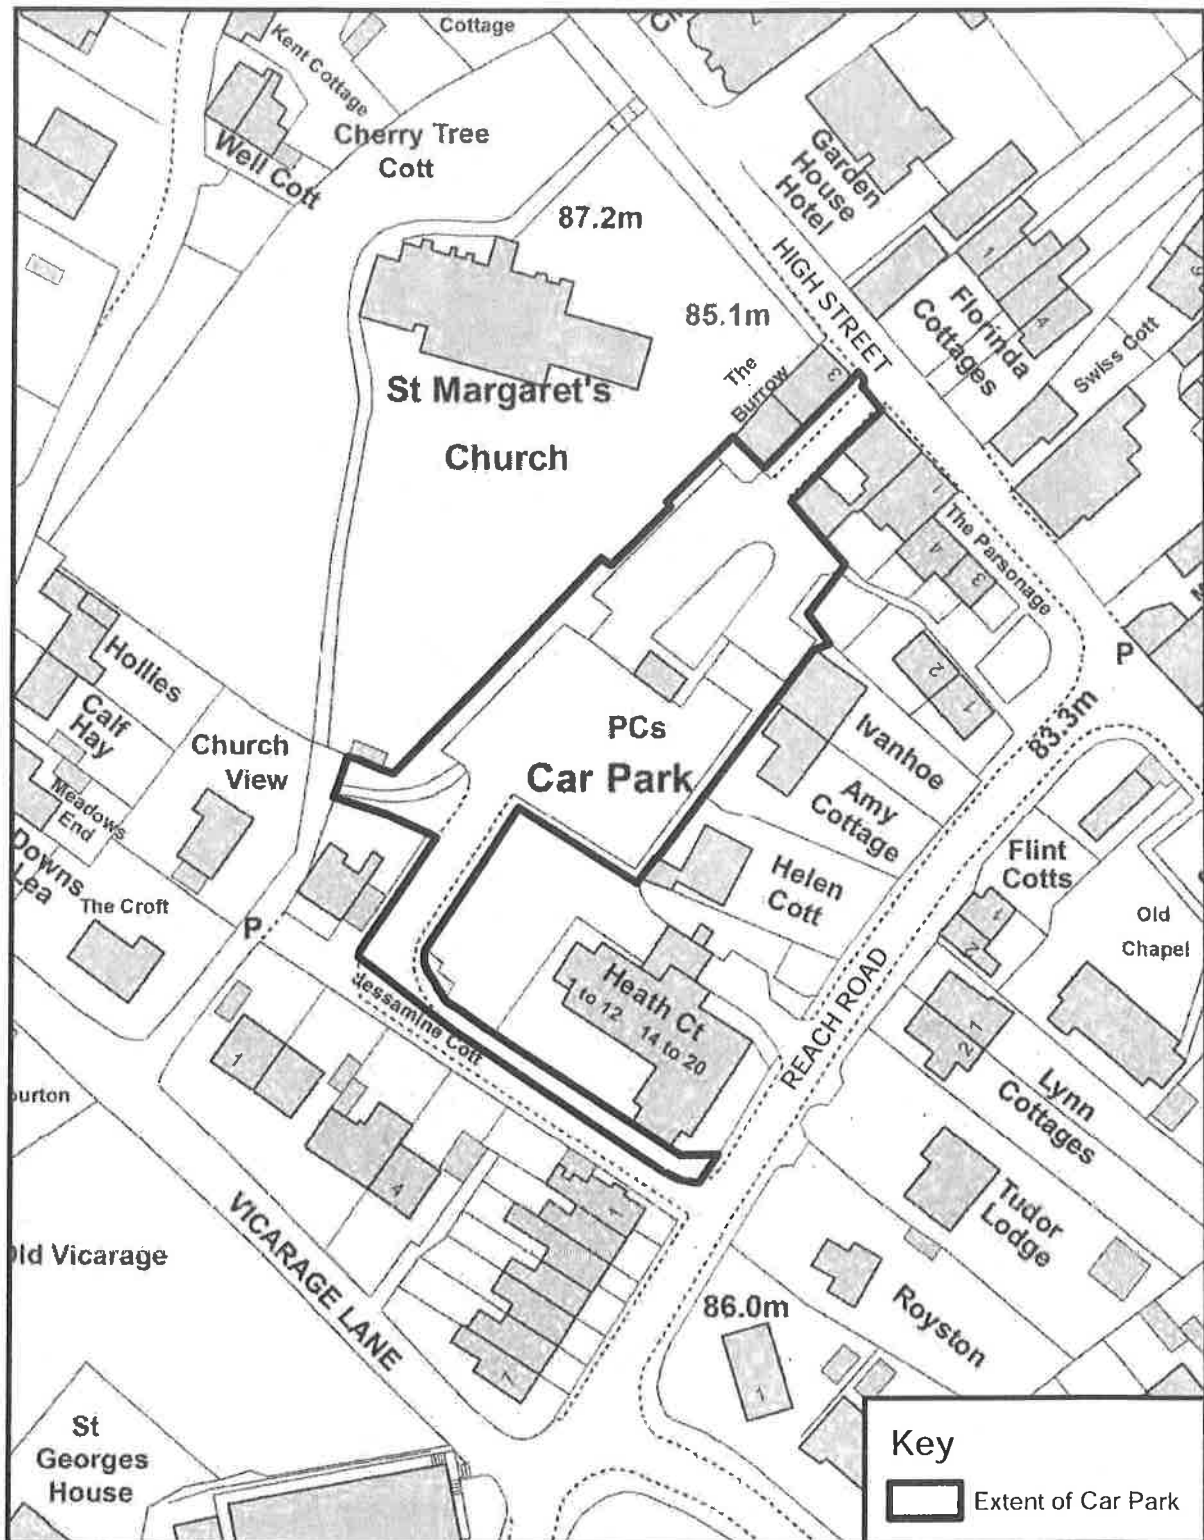 Cottage
Kent Cottage
Cherry Tree
Cott
Well Cott
87.2m
Garden
House
Hotel
HIGH STREET
85.1m
1
Florinda
Cottages
4
Swiss Cott
The
Burrow
3
St Margaret's
Church
1
The Parsonage
4
3
P
2
1
83.3m
Hollies
Calf
Hay
Church
View
PCs
Car Park
Ivanhoe
Amy
Cottage
Meadows
End
Downs
Lea
The Croft
P
Helen
Cott
Flint
Cotts
1
2
Old
Chapel
Heath Ct
1 to 12 14 to 20
REACH ROAD
Jessamine Cott
1
2
1
Lynn
Cottages
4
1
Tudor
Lodge
VICARAGE LANE
Old Vicarage
86.0m
Royston
7
1
St
Georges
House
Key
Extent of Car Park